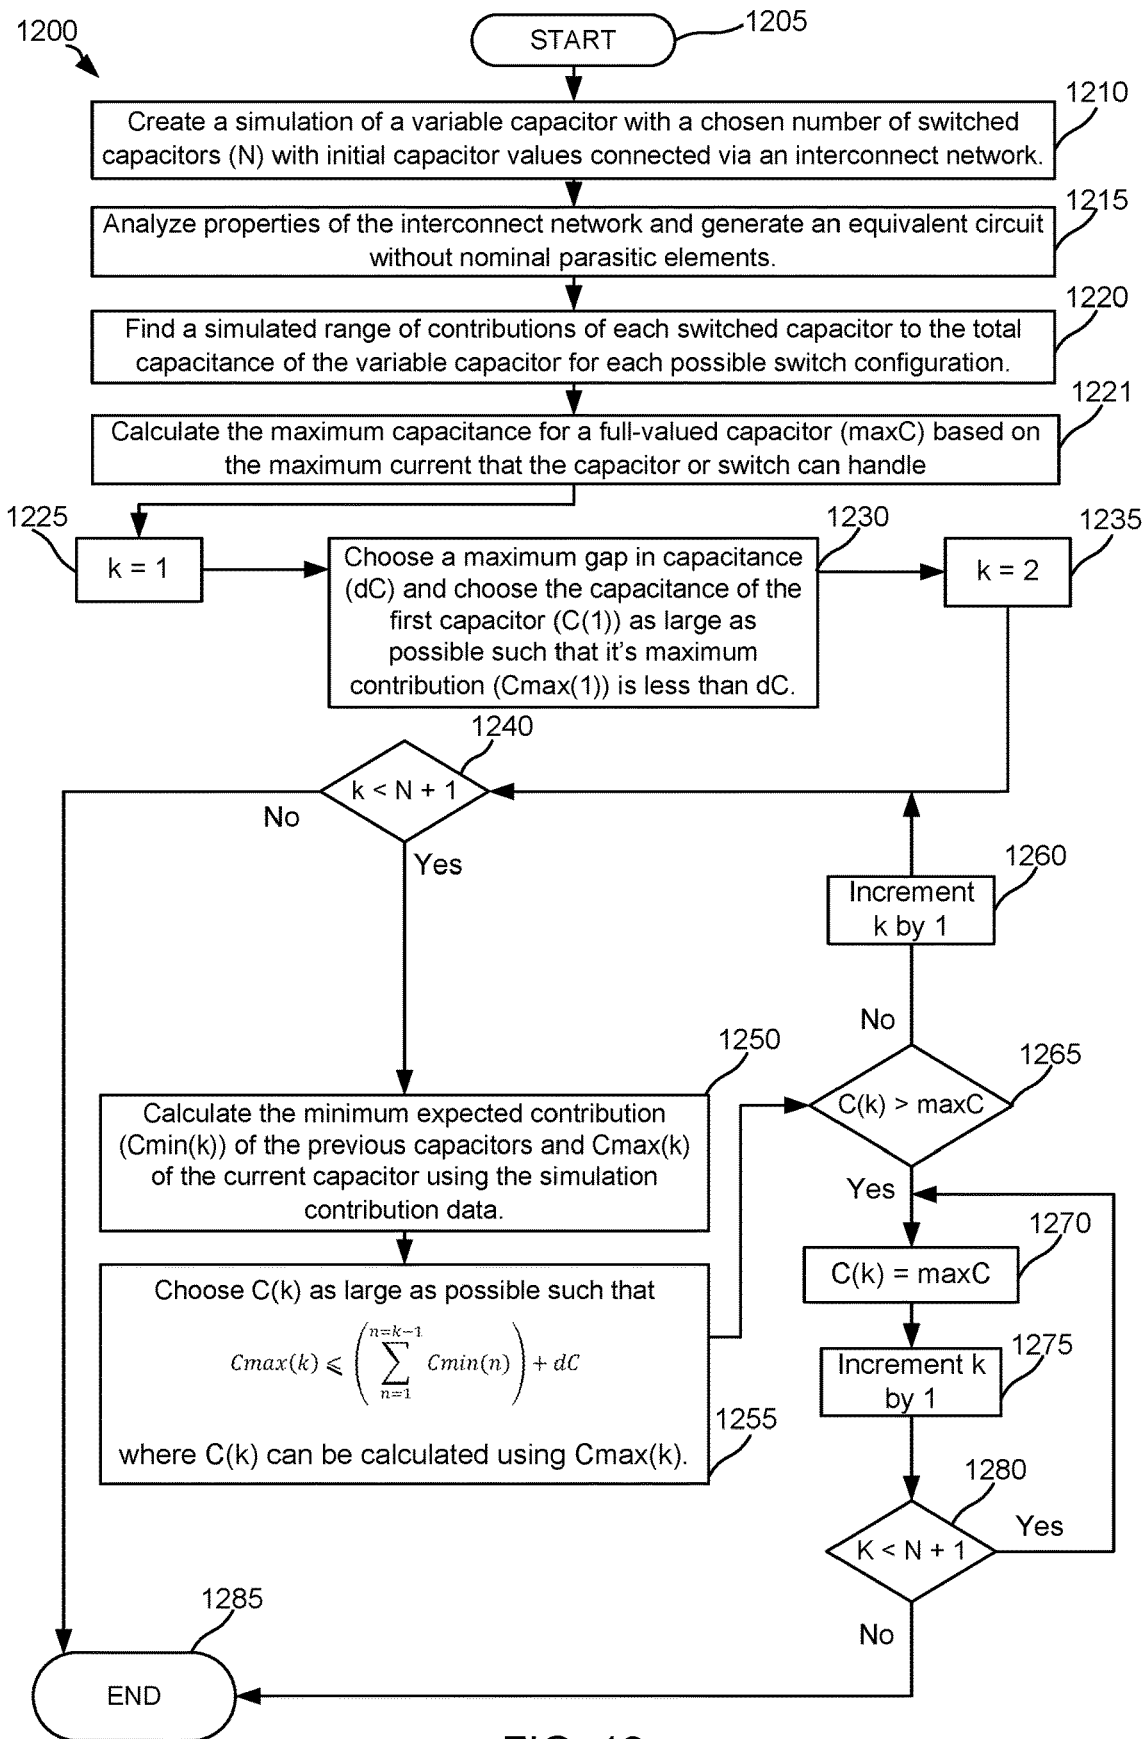 1200
START
1205
1210
Create a simulation of a variable capacitor with a chosen number of switched
capacitors (N) with initial capacitor values connected via an interconnect network.
1215
Analyze properties of the interconnect network and generate an equivalent circuit
without nominal parasitic elements.
1220
Find a simulated range of contributions of each switched capacitor to the total
capacitance of the variable capacitor for each possible switch configuration.
1221
Calculate the maximum capacitance for a full-valued capacitor (maxC) based on
the maximum current that the capacitor or switch can handle
1225
k = 1
1230
Choose a maximum gap in capacitance
(dC) and choose the capacitance of the
first capacitor (C(1)) as large as
possible such that it's maximum
contribution (Cmax(1)) is less than dC.
1235
k = 2
1240
k < N + 1
No
Yes
1260
Increment
k by 1
No
1265
C(k) > maxC
Yes
1250
Calculate the minimum expected contribution
(Cmin(k)) of the previous capacitors and Cmax(k)
of the current capacitor using the simulation
contribution data.
1255
Choose C(k) as large as possible such that
Cmax(k) ⩽ (∑_{n=1}^{n=k−1} Cmin(n)) + dC
where C(k) can be calculated using Cmax(k).
1270
C(k) = maxC
1275
Increment k
by 1
1280
K < N + 1
Yes
No
1285
END